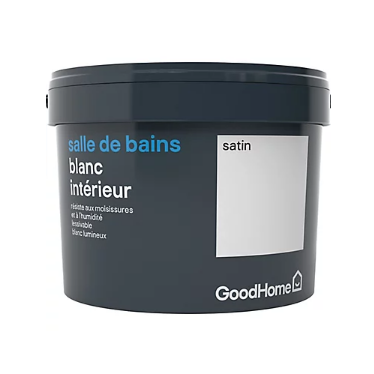 salle de bains
blanc
intérieur
résiste aux moisissures
et à l'humidité
lessivable
blanc lumineux
satin
GoodHome